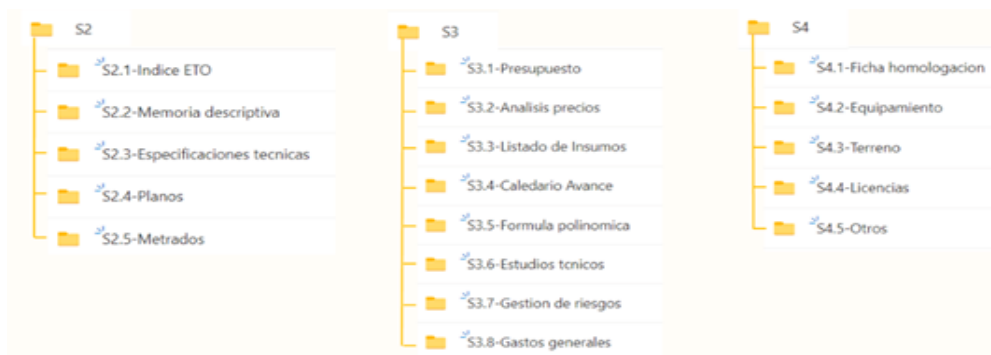 S2
S2.1-Indice ETO
S2.2-Memoria descriptiva
S2.3-Especificaciones tecnicas
S2.4-Planos
S2.5-Metrados
S3
S3.1-Presupuesto
S3.2-Analisis precios
S3.3-Listado de Insumos
S3.4-Caledario Avance
S3.5-Formula polinomica
S3.6-Estudios tcnicos
S3.7-Gestion de riesgos
S3.8-Gastos generales
S4
S4.1-Ficha homologacion
S4.2-Equipamiento
S4.3-Terreno
S4.4-Licencias
S4.5-Otros